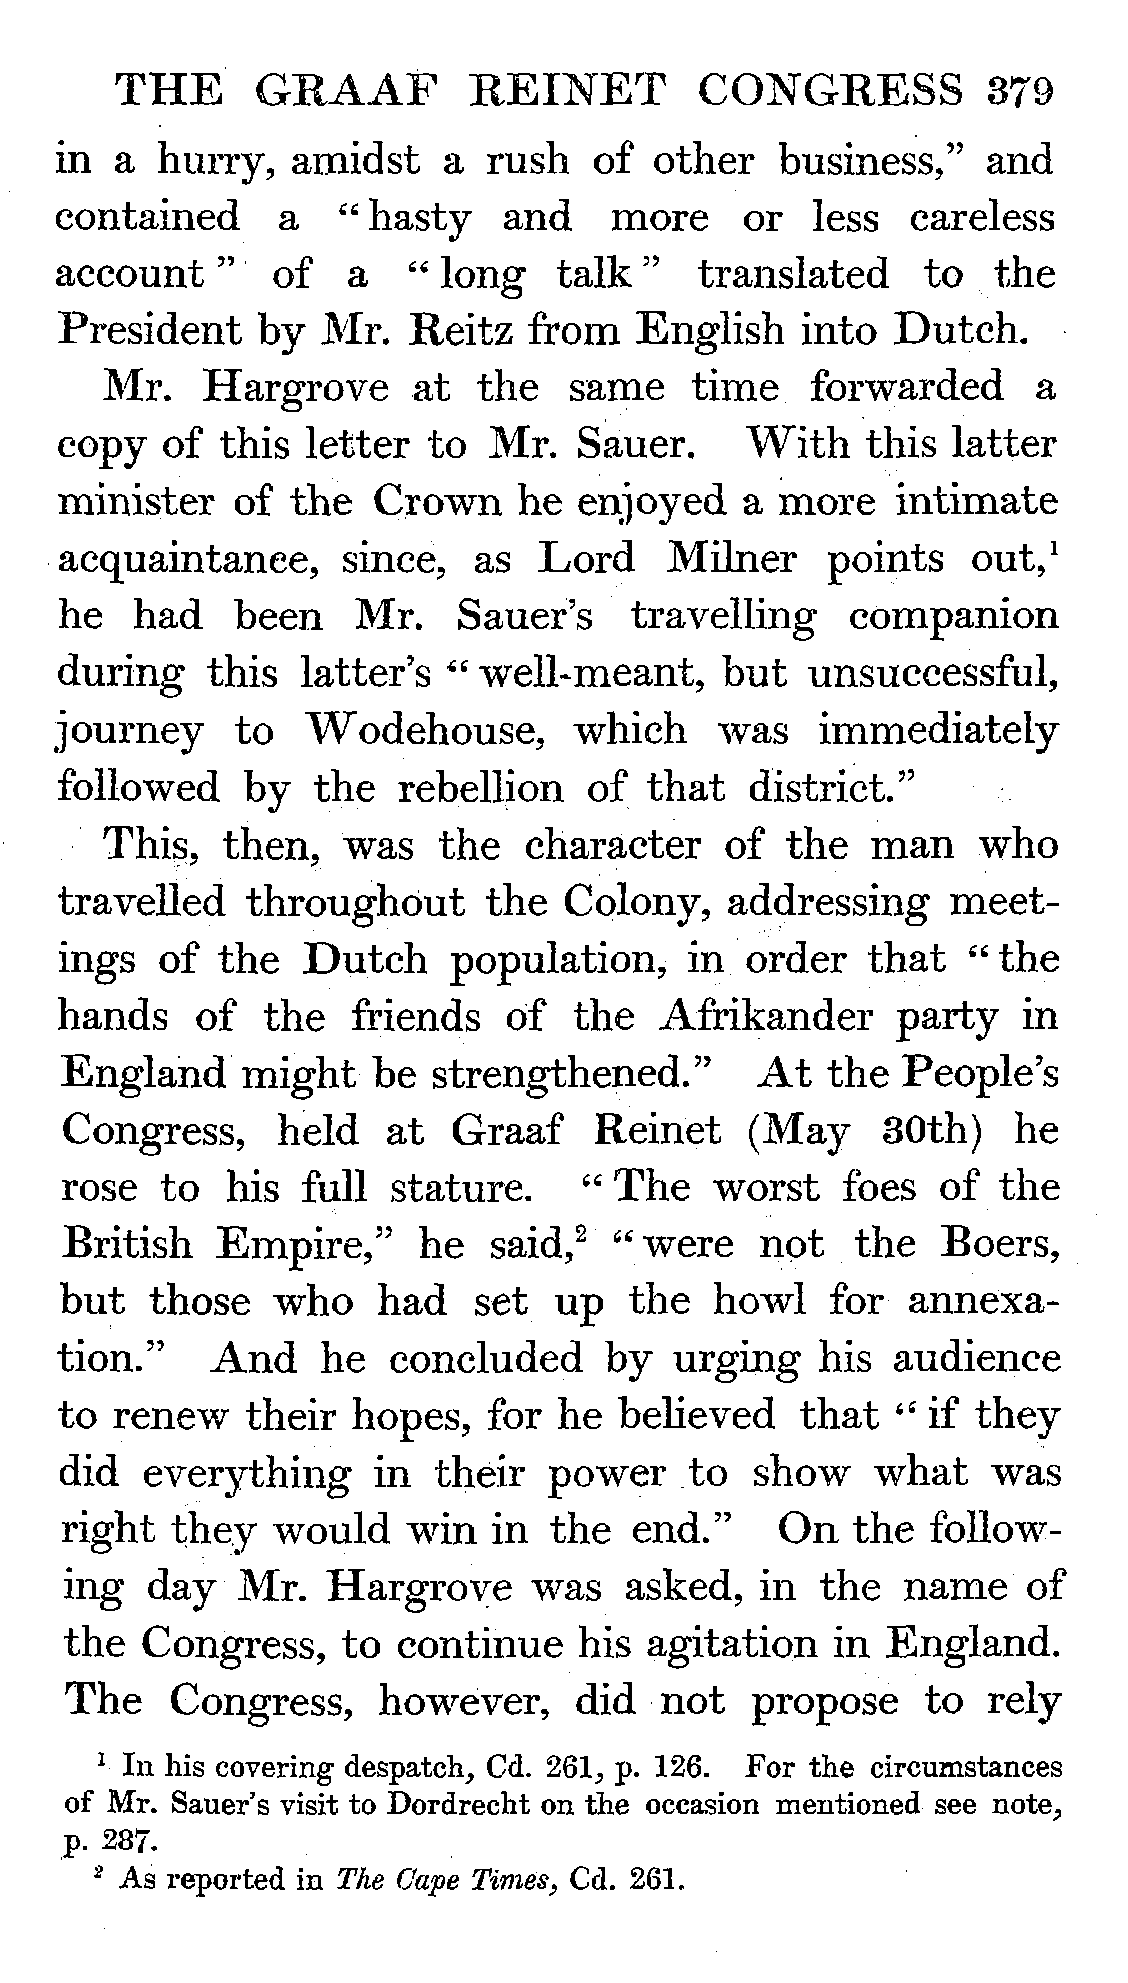 THE GRAAF REINET CONGRESS 379
in a hurry, amidst a rush of other business,” and
contained a “hasty and more or less careless
account” of a “long talk” translated to the
President by Mr. Reitz from English into Dutch.
Mr. Hargrove at the same time forwarded a
copy of this letter to Mr. Sauer. With this latter
minister of the Crown he enjoyed a more intimate
acquaintance, since, as Lord Milner points out,¹
he had been Mr. Sauer’s travelling companion
during this latter’s “well-meant, but unsuccessful,
journey to Wodehouse, which was immediately
followed by the rebellion of that district.”
This, then, was the character of the man who
travelled throughout the Colony, addressing meet-
ings of the Dutch population, in order that “the
hands of the friends of the Afrikander party in
England might be strengthened.” At the People’s
Congress, held at Graaf Reinet (May 30th) he
rose to his full stature. “The worst foes of the
British Empire,” he said,² “were not the Boers,
but those who had set up the howl for annexa-
tion.” And he concluded by urging his audience
to renew their hopes, for he believed that “if they
did everything in their power to show what was
right they would win in the end.” On the follow-
ing day Mr. Hargrove was asked, in the name of
the Congress, to continue his agitation in England.
The Congress, however, did not propose to rely
¹ In his covering despatch, Cd. 261, p. 126. For the circumstances
of Mr. Sauer’s visit to Dordrecht on the occasion mentioned see note,
p. 287.
² As reported in The Cape Times, Cd. 261.